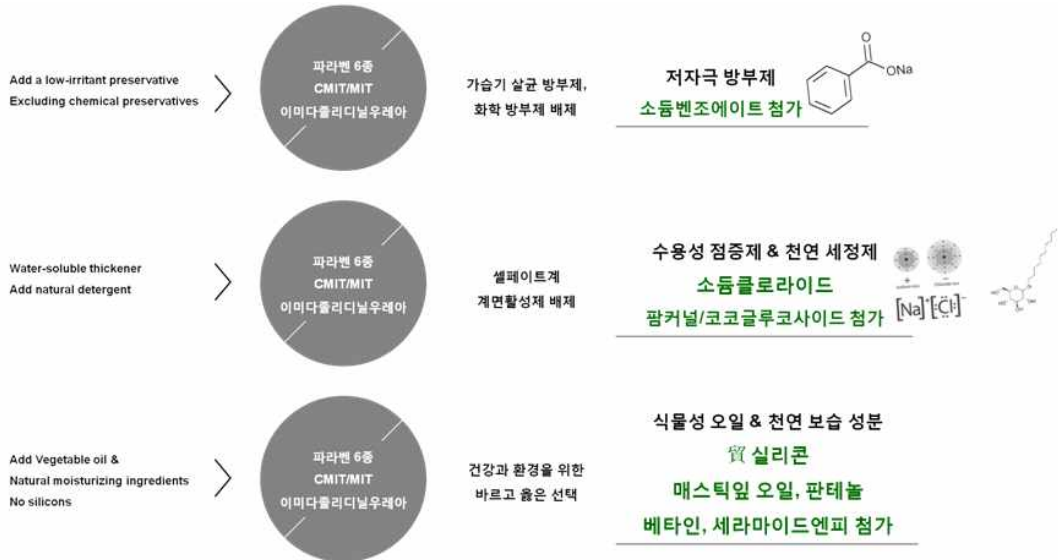 Add a low-irritant preservative
Excluding chemical preservatives
파라벤 6종
CMIT/MIT
이미다졸리디닐우레아
가습기 살균 방부제,
화학 방부제 배제
저자극 방부제
소듐벤조에이트 첨가
O
ONa
Water-soluble thickener
Add natural detergent
파라벤 6종
CMIT/MIT
이미다졸리디닐우레아
셀페이트계
계면활성제 배제
수용성 점증제 & 천연 세정제
소듐클로라이드
팜커널/코코글루코사이드 첨가
[Na]⁺[Cl]⁻
Add Vegetable oil &
Natural moisturizing ingredients
No silicons
파라벤 6종
CMIT/MIT
이미다졸리디닐우레아
건강과 환경을 위한
바르고 옳은 선택
식물성 오일 & 천연 보습 성분
質 실리콘
매스틱잎 오일, 판테놀
베타인, 세라마이드엔피 첨가